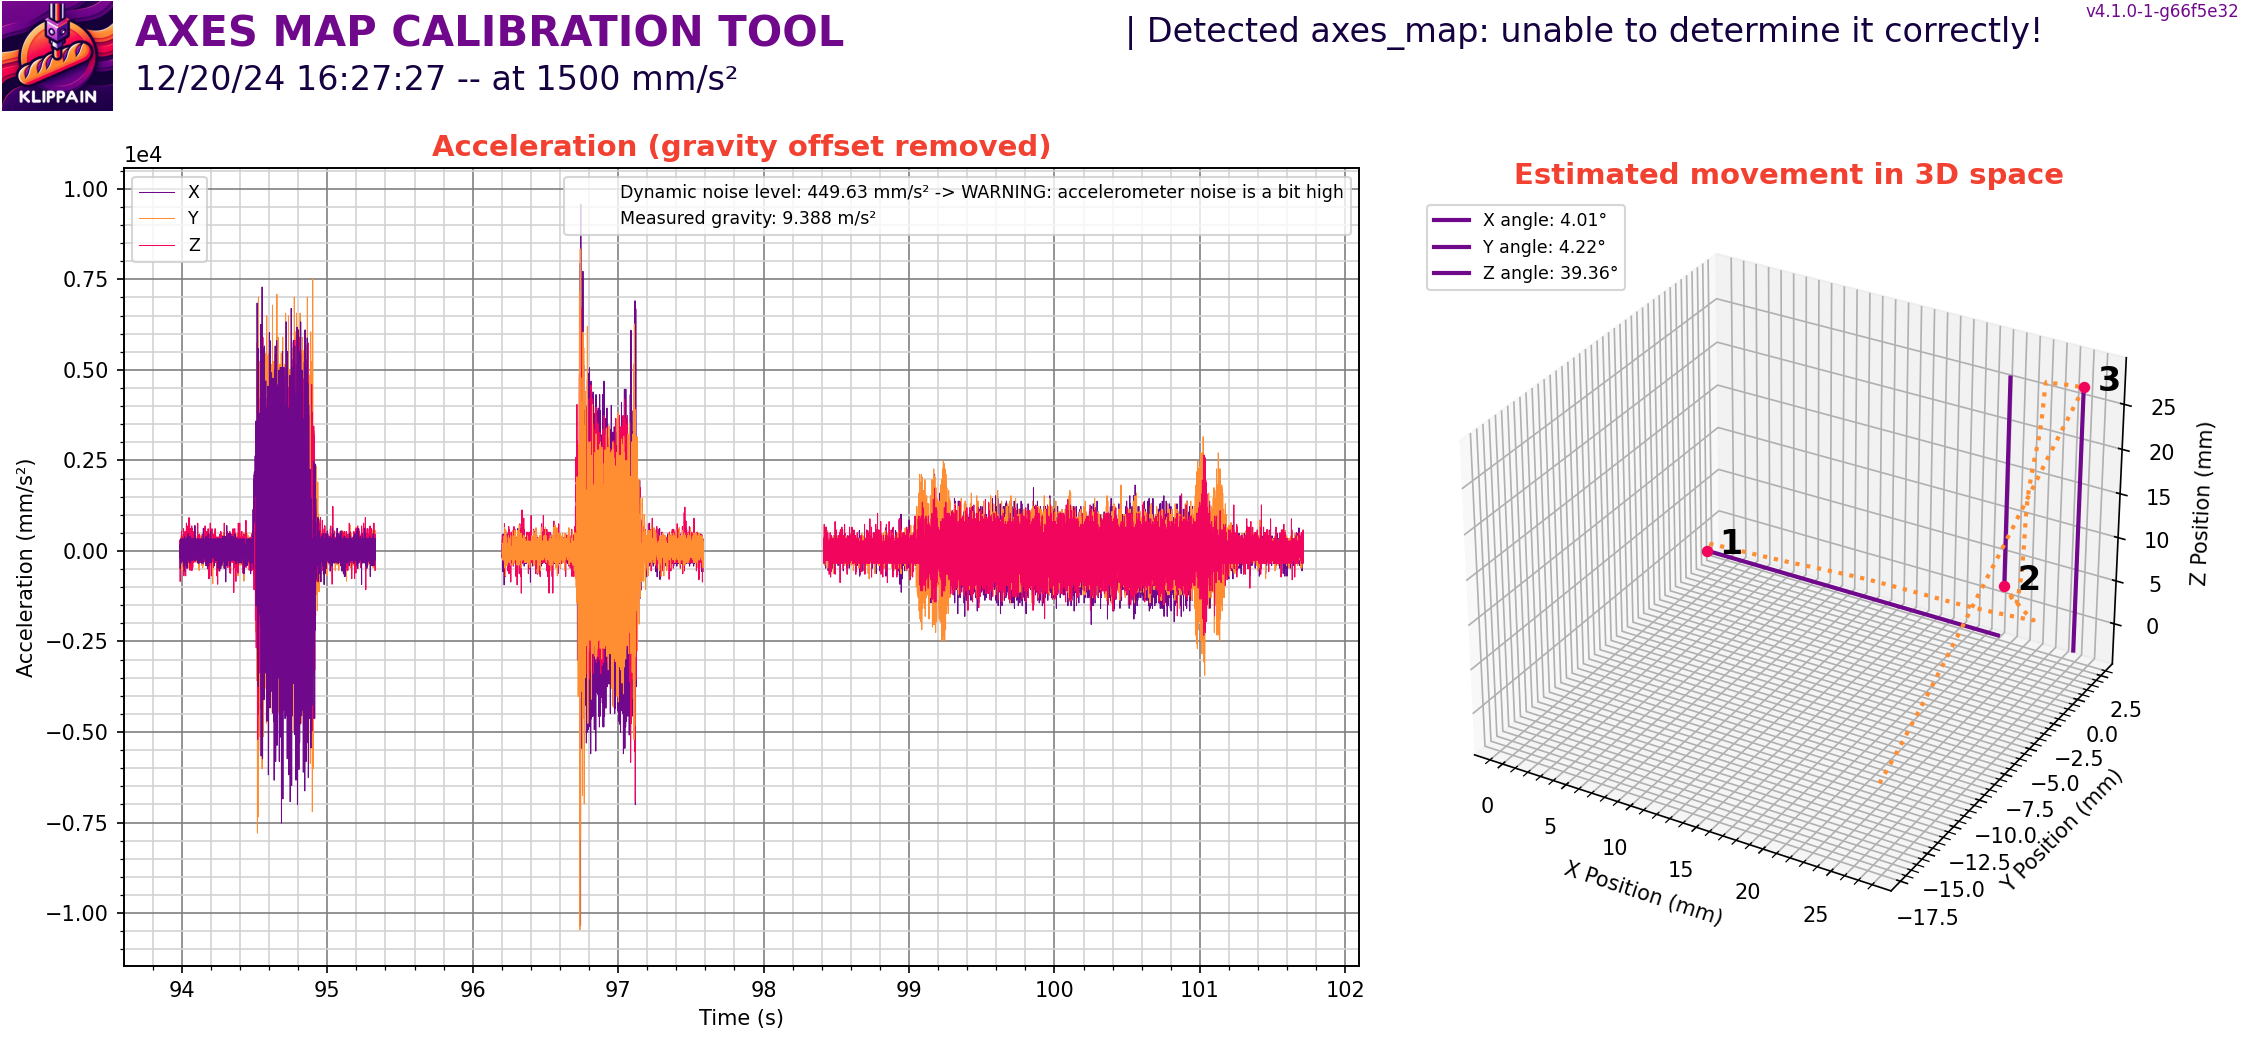 KLIPPAIN
AXES MAP CALIBRATION TOOL
12/20/24 16:27:27 -- at 1500 mm/s²
| Detected axes_map: unable to determine it correctly!
v4.1.0-1-g66f5e32
Acceleration (gravity offset removed)
1e4
X
Y
Z
Dynamic noise level: 449.63 mm/s² -> WARNING: accelerometer noise is a bit high
Measured gravity: 9.388 m/s²
Acceleration (mm/s²)
1.00
0.75
0.50
0.25
0.00
−0.25
−0.50
−0.75
−1.00
94 95 96 97 98 99 100 101 102
Time (s)
Estimated movement in 3D space
X angle: 4.01°
Y angle: 4.22°
Z angle: 39.36°
1
2
3
25
20
15
10
5
0
Z Position (mm)
2.5
0.0
−2.5
−5.0
−7.5
−10.0
−12.5
−15.0
−17.5
Y Position (mm)
0
5
10
15
20
25
X Position (mm)